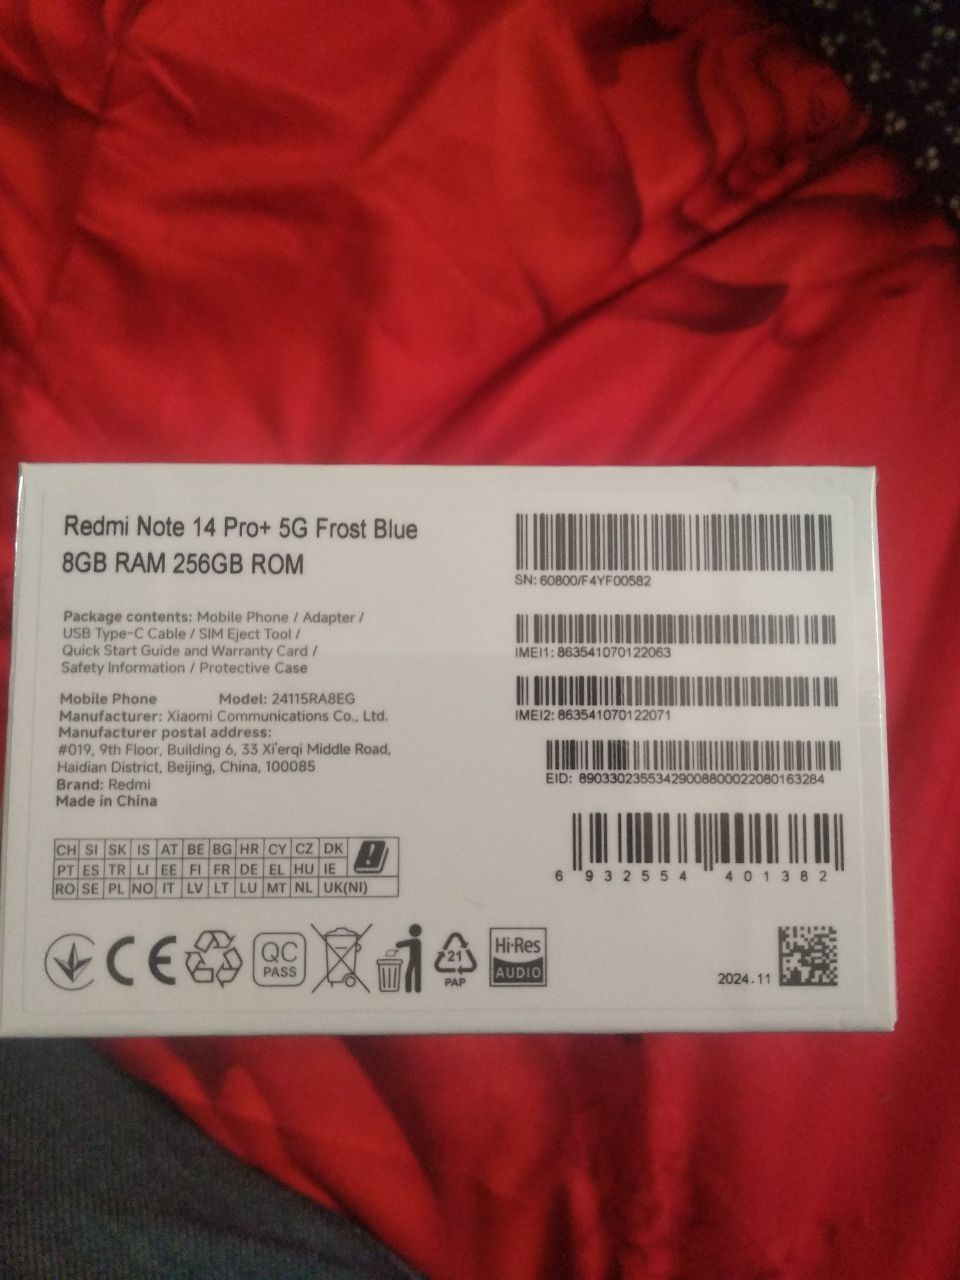 Redmi Note 14 Pro+ 5G Frost Blue
8GB RAM 256GB ROM
Package contents: Mobile Phone / Adapter /
USB Type-C Cable / SIM Eject Tool /
Quick Start Guide and Warranty Card /
Safety Information / Protective Case
Mobile Phone Model: 24115RA8EG
Manufacturer: Xiaomi Communications Co., Ltd.
Manufacturer postal address:
#019, 9th Floor, Building 6, 33 Xi'erqi Middle Road,
Haidian District, Beijing, China, 100085
Brand: Redmi
Made in China
CH SI SK IS AT BE BG HR CY CZ DK
PT ES TR LI EE FI FR DE EL HU IE
RO SE PL NO IT LV LT LU MT NL UK(NI)
CE
QC
PASS
21
PAP
Hi-Res
AUDIO
SN: 60800/F4YF00582
IMEI1: 863541070122063
IMEI2: 863541070122071
EID: 89033023553429008800022080163284
6 932554 401382
2024.11